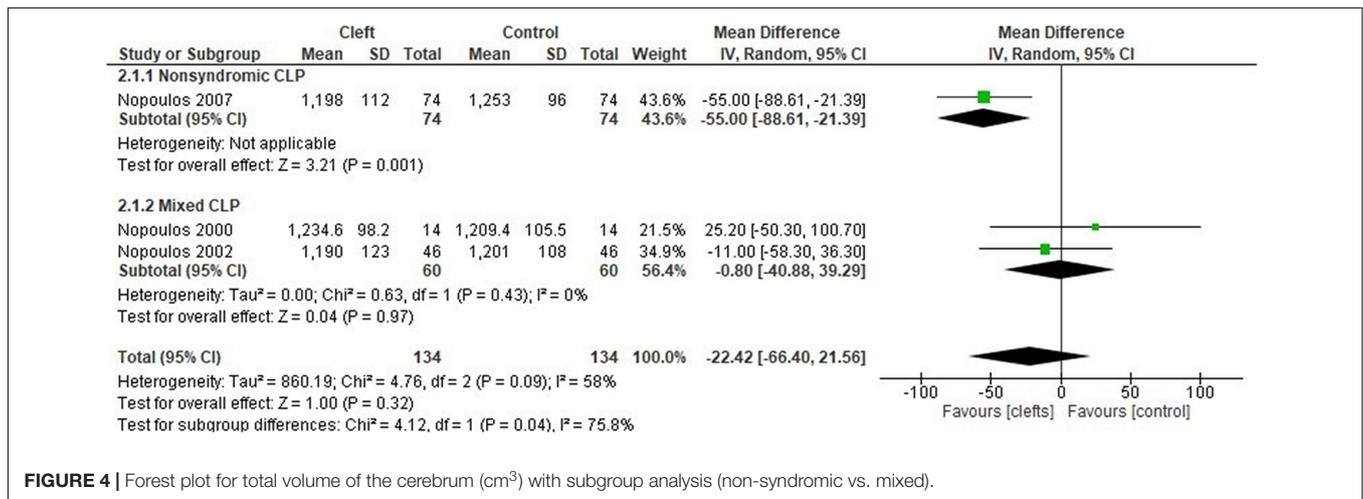 Cleft Control Mean Difference Mean Difference
Study or Subgroup Mean SD Total Mean SD Total Weight IV, Random, 95% CI IV, Random, 95% CI
2.1.1 Nonsyndromic CLP
Nopoulos 2007 1,198 112 74 1,253 96 74 43.6% -55.00 [-88.61, -21.39]
Subtotal (95% CI) 74 74 43.6% -55.00 [-88.61, -21.39]
Heterogeneity: Not applicable
Test for overall effect: Z = 3.21 (P = 0.001)
2.1.2 Mixed CLP
Nopoulos 2000 1,234.6 98.2 14 1,209.4 105.5 14 21.5% 25.20 [-50.30, 100.70]
Nopoulos 2002 1,190 123 46 1,201 108 46 34.9% -11.00 [-58.30, 36.30]
Subtotal (95% CI) 60 60 56.4% -0.80 [-40.88, 39.29]
Heterogeneity: Tau² = 0.00; Chi² = 0.63, df = 1 (P = 0.43); I² = 0%
Test for overall effect: Z = 0.04 (P = 0.97)
Total (95% CI) 134 134 100.0% -22.42 [-66.40, 21.56]
Heterogeneity: Tau² = 860.19; Chi² = 4.76, df = 2 (P = 0.09); I² = 58%
Test for overall effect: Z = 1.00 (P = 0.32)
Test for subgroup differences: Chi² = 4.12, df = 1 (P = 0.04), I² = 75.8%
-100 -50 0 50 100
Favours [clefts] Favours [control]
FIGURE 4 | Forest plot for total volume of the cerebrum (cm³) with subgroup analysis (non-syndromic vs. mixed).